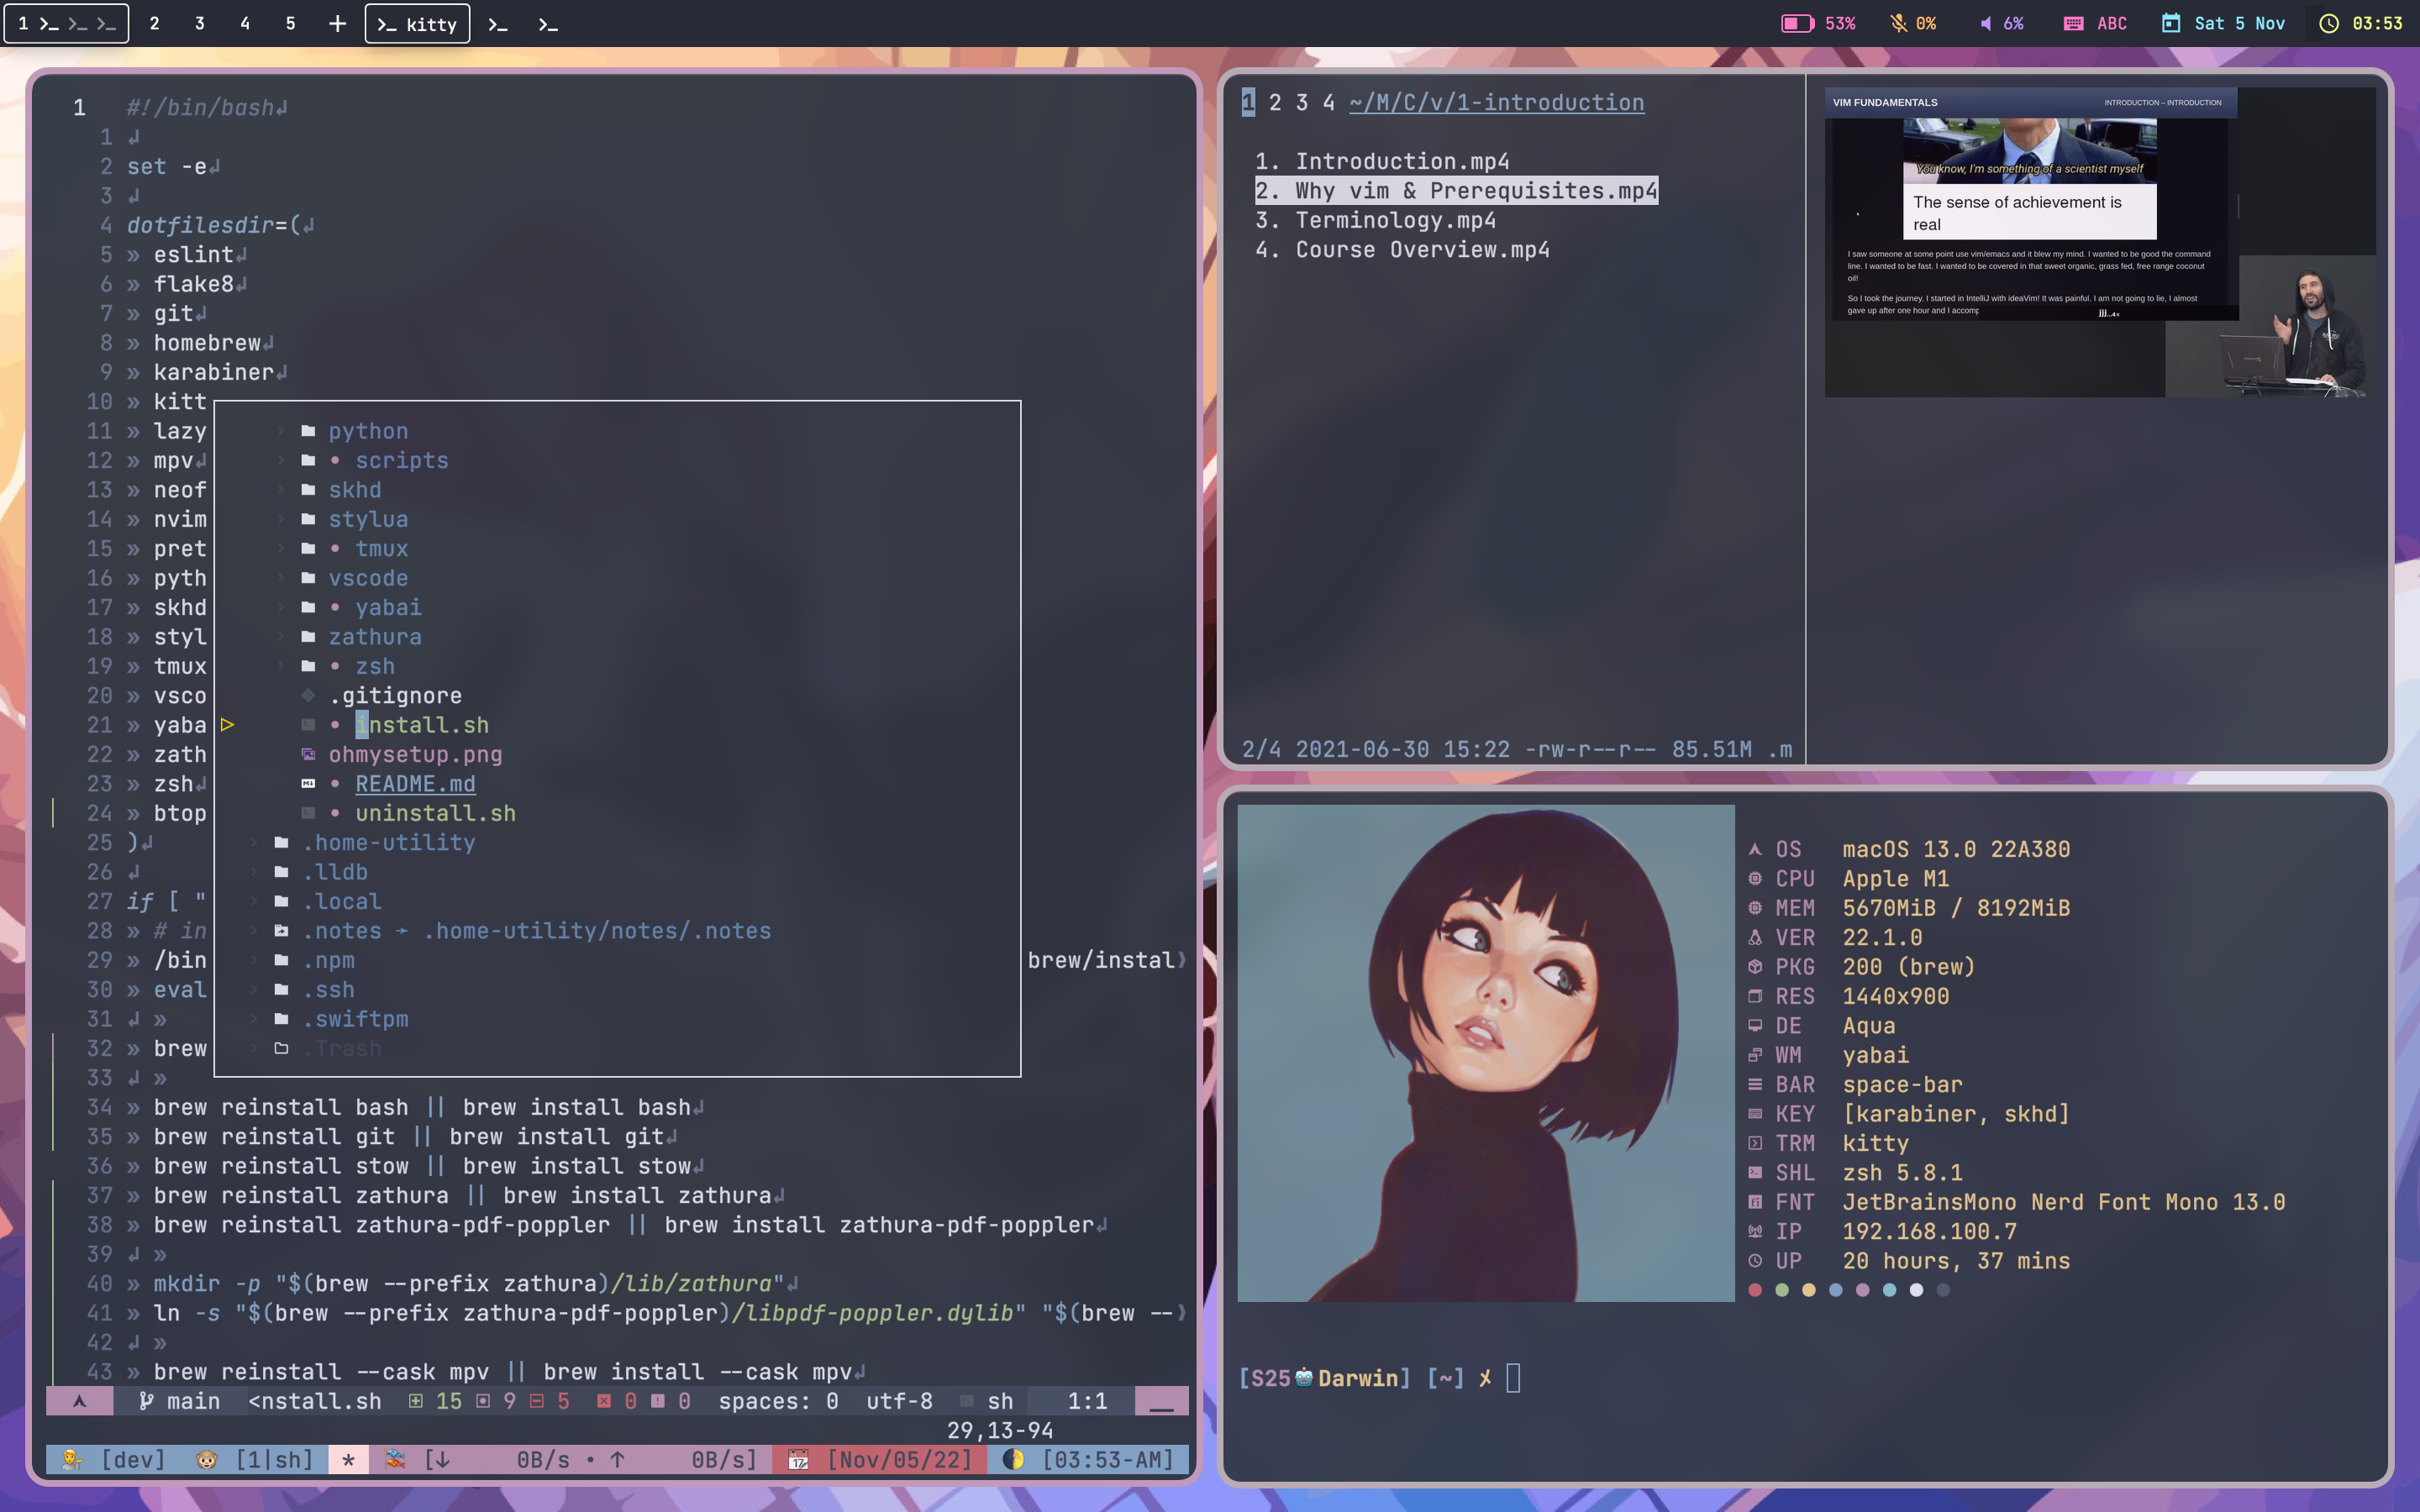 1 2 3 4 5 + kitty 53% 0% 6% ABC Sat 5 Nov 03:53
1 #!/bin/bash↲
1 ↲
2 set -e↲
3 ↲
4 dotfilesdir=(↲
5 » eslint↲
6 » flake8↲
7 » git↲
8 » homebrew↲
9 » karabiner↲
10 » kitt
11 » lazy
12 » mpv↲
13 » neof
14 » nvim
15 » pret
16 » pyth
17 » skhd
18 » styl
19 » tmux
20 » vsco
21 » yaba
22 » zath
23 » zsh↲
24 » btop
25 )↲
26 ↲
27 if [ "
28 » # in
29 » /bin
brew/instal⟩
30 » eval
31 ↲ »
32 » brew
33 ↲ »
34 » brew reinstall bash || brew install bash↲
35 » brew reinstall git || brew install git↲
36 » brew reinstall stow || brew install stow↲
37 » brew reinstall zathura || brew install zathura↲
38 » brew reinstall zathura-pdf-poppler || brew install zathura-pdf-poppler↲
39 ↲ »
40 » mkdir -p "$(brew --prefix zathura)/lib/zathura"↲
41 » ln -s "$(brew --prefix zathura-pdf-poppler)/libpdf-poppler.dylib" "$(brew --⟩
42 ↲ »
43 » brew reinstall --cask mpv || brew install --cask mpv↲
python
• scripts
skhd
stylua
• tmux
vscode
• yabai
zathura
• zsh
.gitignore
• install.sh
ohmysetup.png
• README.md
• uninstall.sh
.home-utility
.lldb
.local
.notes → .home-utility/notes/.notes
.npm
.ssh
.swiftpm
.Trash
main <nstall.sh 15 9 5 0 0 spaces: 0 utf-8 sh 1:1 __
29,13-94
[dev] [1|sh] * [↓ 0B/s • ↑ 0B/s] [Nov/05/22] [03:53-AM]
1 2 3 4 ~/M/C/v/1-introduction
1. Introduction.mp4
2. Why vim & Prerequisites.mp4
3. Terminology.mp4
4. Course Overview.mp4
2/4 2021-06-30 15:22 -rw-r--r-- 85.51M .m
VIM FUNDAMENTALS INTRODUCTION – INTRODUCTION
You know, I'm something of a scientist myself
The sense of achievement is
real
I saw someone at some point use vim/emacs and it blew my mind. I wanted to be good the command
line. I wanted to be fast. I wanted to be covered in that sweet organic, grass fed, free range coconut
oil!
So I took the journey. I started in IntelliJ with ideaVim! It was painful. I am not going to lie, I almost
gave up after one hour and I accomp
jjj...4×
OS macOS 13.0 22A380
CPU Apple M1
MEM 5670MiB / 8192MiB
VER 22.1.0
PKG 200 (brew)
RES 1440x900
DE Aqua
WM yabai
BAR space-bar
KEY [karabiner, skhd]
TRM kitty
SHL zsh 5.8.1
FNT JetBrainsMono Nerd Font Mono 13.0
IP 192.168.100.7
UP 20 hours, 37 mins
[S25🤖Darwin] [~] メ